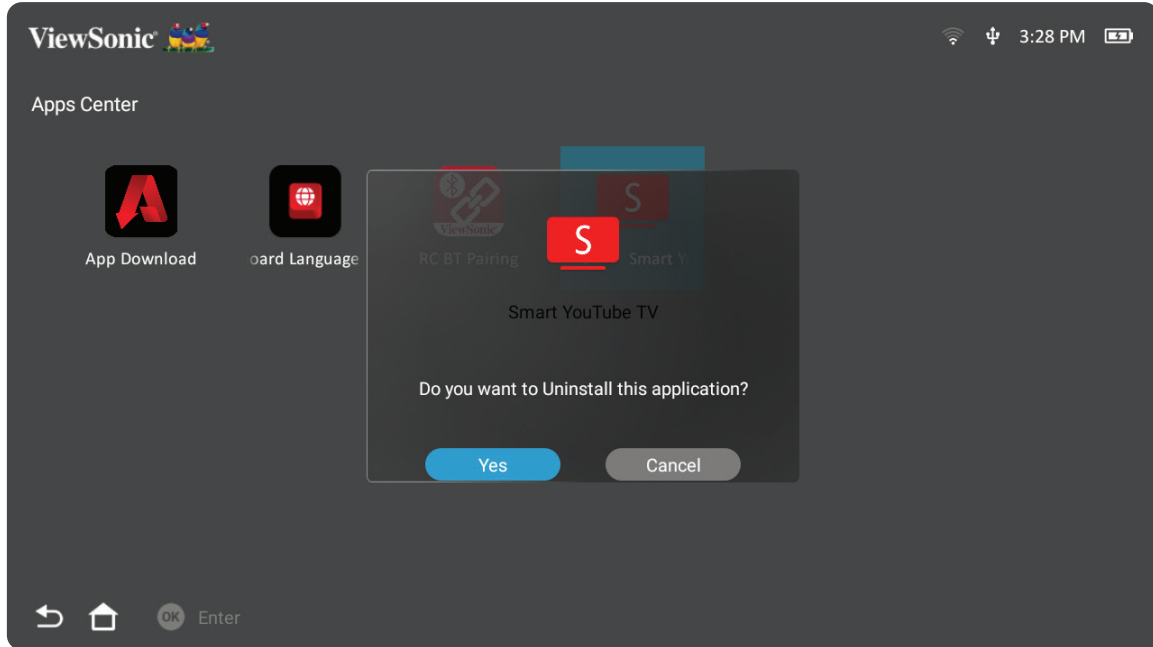 ViewSonic®
3:28 PM
Apps Center
App Download
oard Language
ViewSonic
RC BT Pairing
S
Smart Y
S
Smart YouTube TV
Do you want to Uninstall this application?
Yes
Cancel
OK
Enter